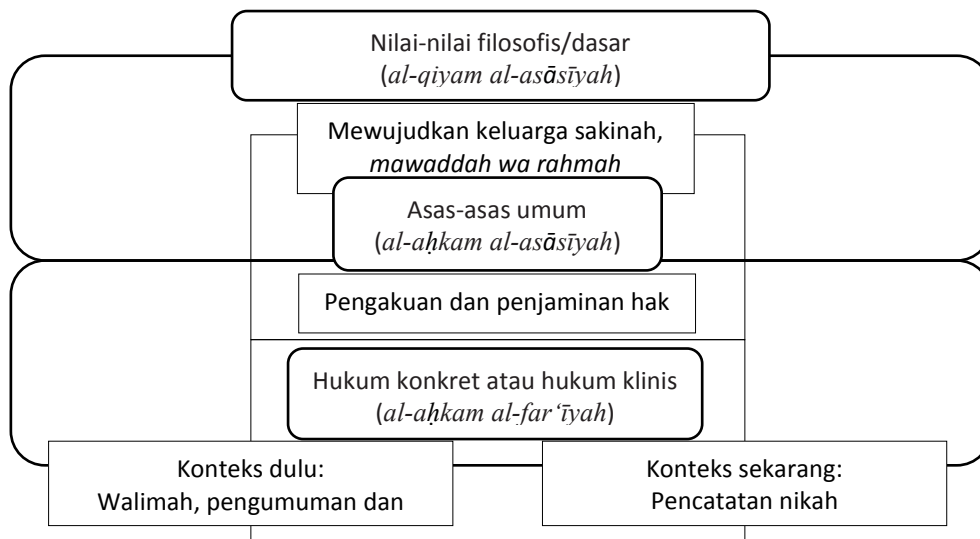 Nilai-nilai filosofis/dasar
(al-qiyam al-asāsīyah)
Mewujudkan keluarga sakinah,
mawaddah wa rahmah
Asas-asas umum
(al-aḥkam al-asāsīyah)
Pengakuan dan penjaminan hak
Hukum konkret atau hukum klinis
(al-aḥkam al-far‘īyah)
Konteks dulu:
Walimah, pengumuman dan
Konteks sekarang:
Pencatatan nikah